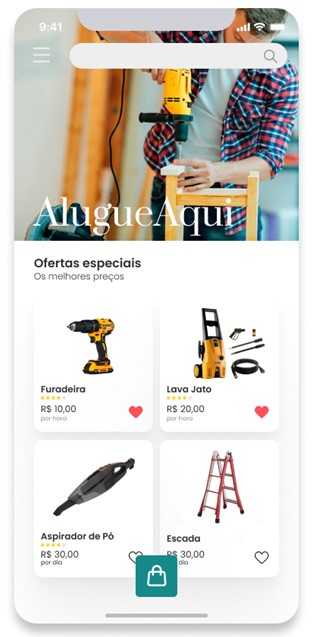 9:41
AlugueAqui
Ofertas especiais
Os melhores preços
Furadeira
R$ 10,00
por hora
Lava Jato
R$ 20,00
por hora
Aspirador de Pó
R$ 30,00
por dia
Escada
R$ 30,00
por dia